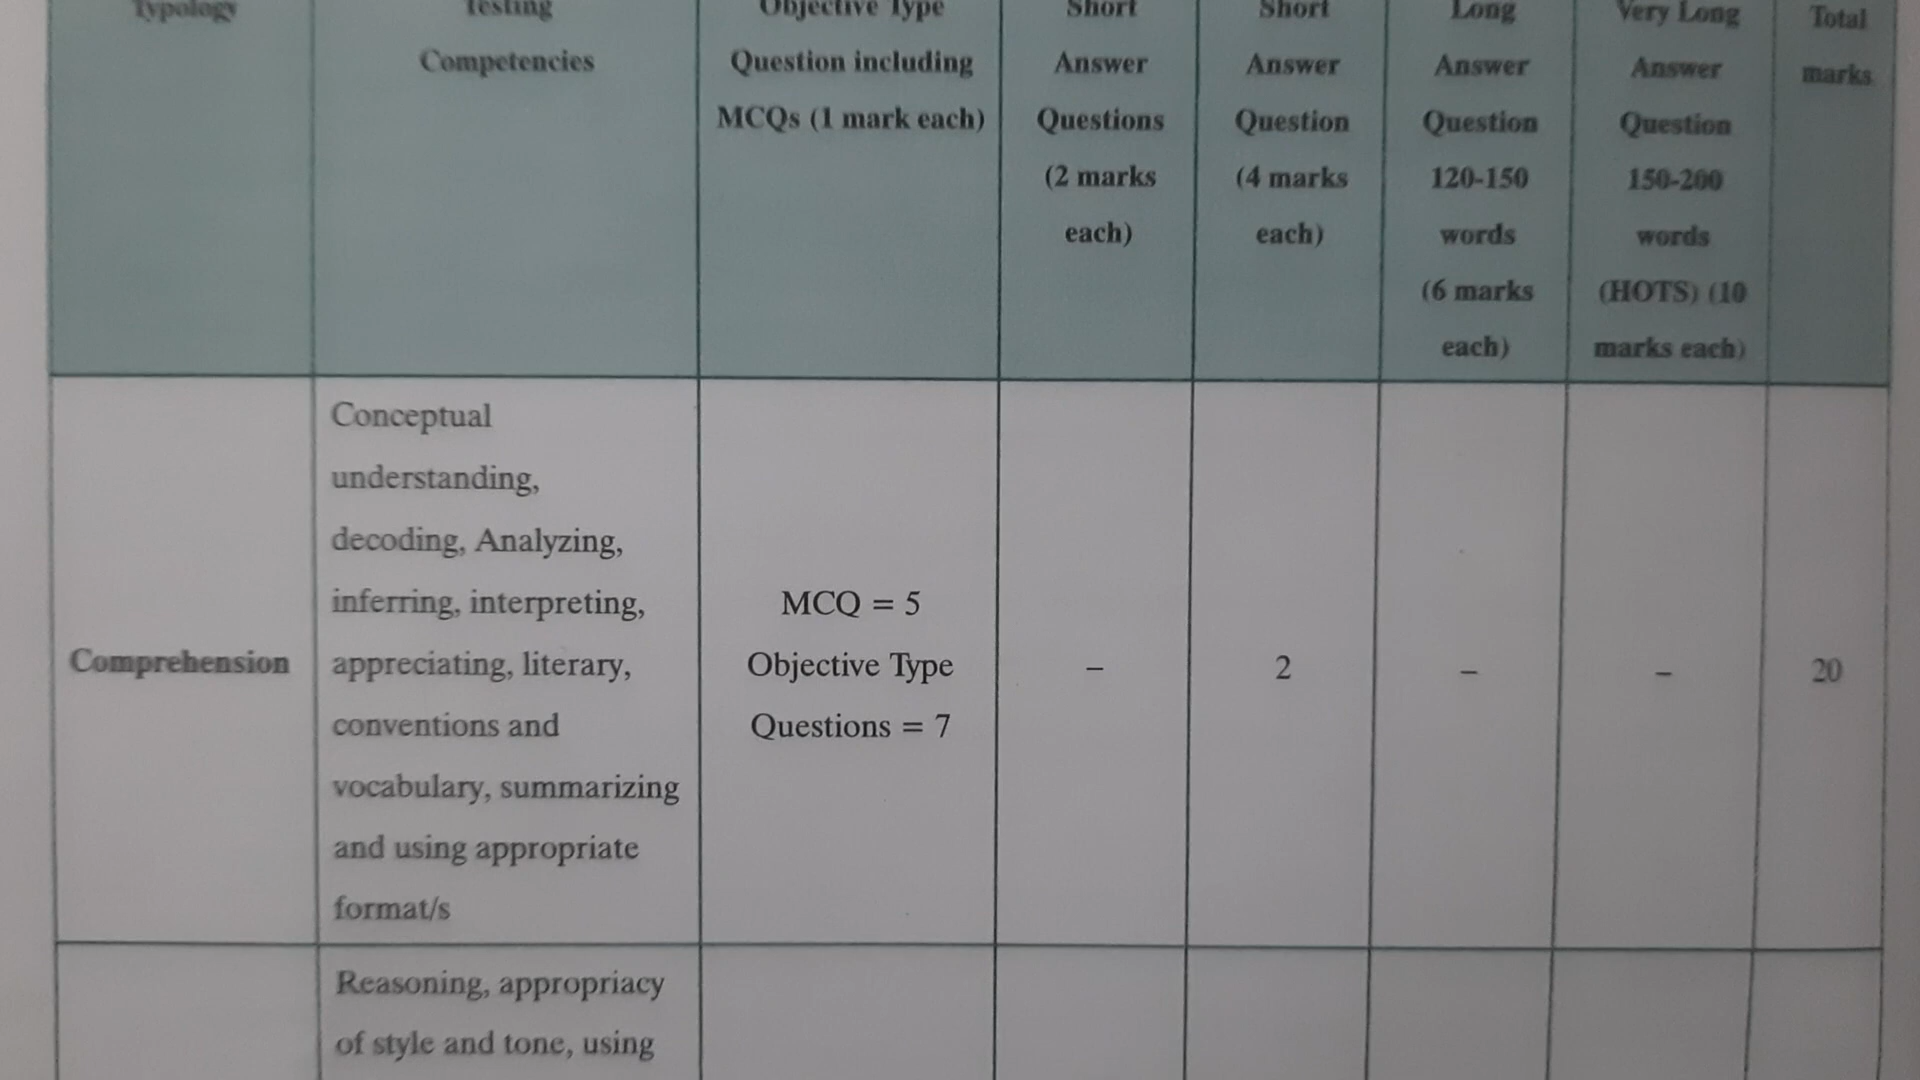 Typology
Testing
Competencies
Objective Type
Question including
MCQs (1 mark each)
Short
Answer
Questions
(2 marks
each)
Short
Answer
Question
(4 marks
each)
Long
Answer
Question
120-150
words
(6 marks
each)
Very Long
Answer
Question
150-200
words
(HOTS) (10
marks each)
Total
marks
Comprehension
Conceptual
understanding,
decoding, Analyzing,
inferring, interpreting,
appreciating, literary,
conventions and
vocabulary, summarizing
and using appropriate
format/s
MCQ = 5
Objective Type
Questions = 7
–
2
–
–
20
Reasoning, appropriacy
of style and tone, using